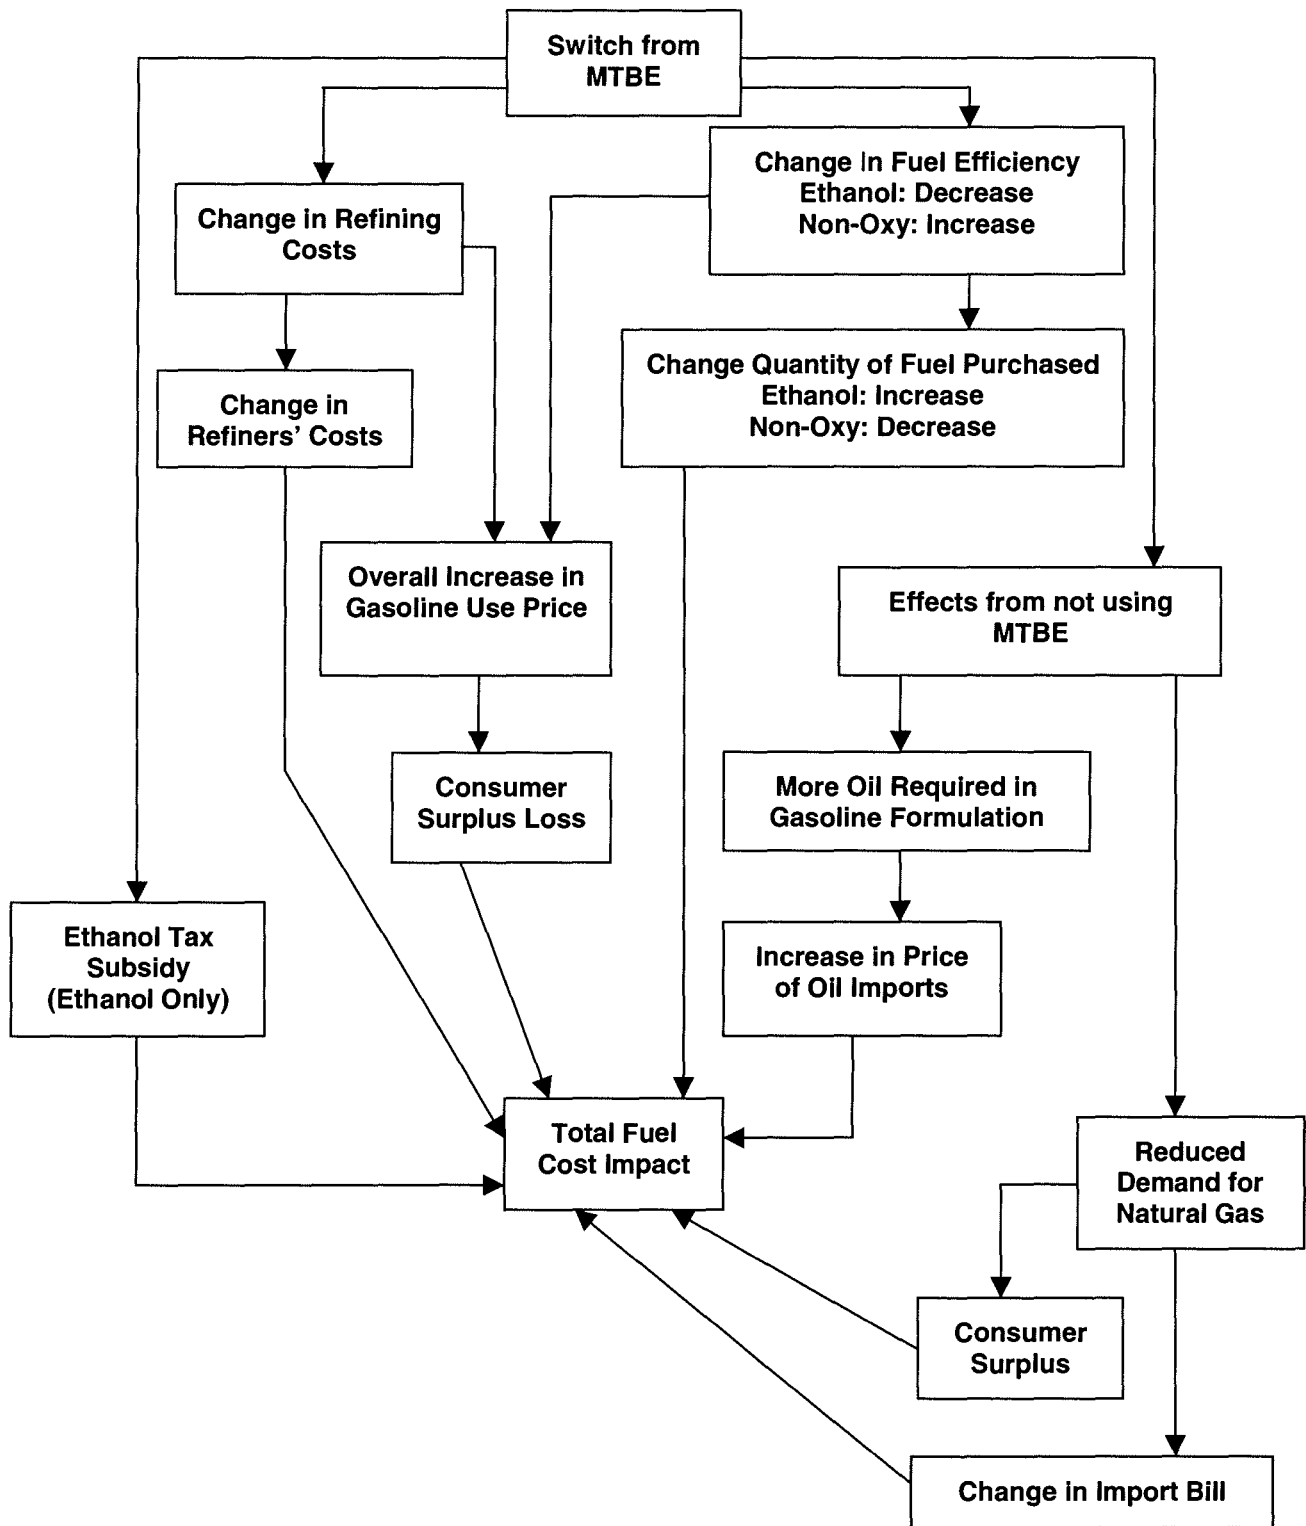 Switch from
MTBE
Change in Fuel Efficiency
Ethanol: Decrease
Non-Oxy: Increase
Change in Refining
Costs
Change Quantity of Fuel Purchased
Ethanol: Increase
Non-Oxy: Decrease
Change in
Refiners' Costs
Overall Increase in
Gasoline Use Price
Effects from not using
MTBE
Consumer
Surplus Loss
More Oil Required in
Gasoline Formulation
Ethanol Tax
Subsidy
(Ethanol Only)
Increase in Price
of Oil Imports
Total Fuel
Cost Impact
Reduced
Demand for
Natural Gas
Consumer
Surplus
Change in Import Bill